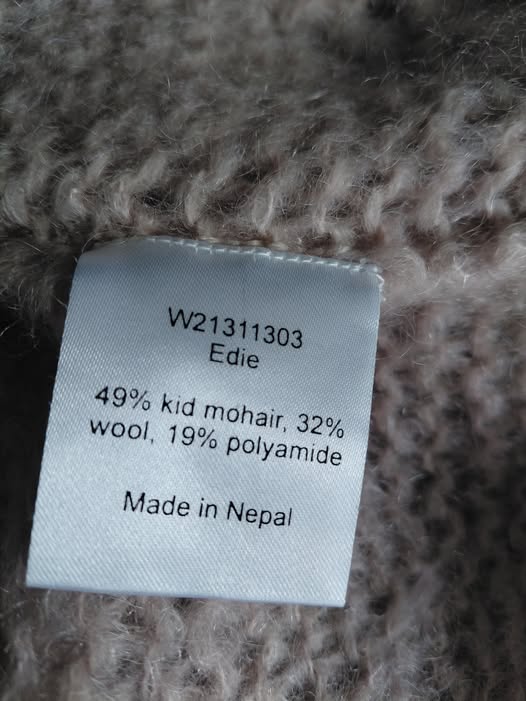 W21311303
Edie
49% kid mohair, 32%
wool, 19% polyamide
Made in Nepal